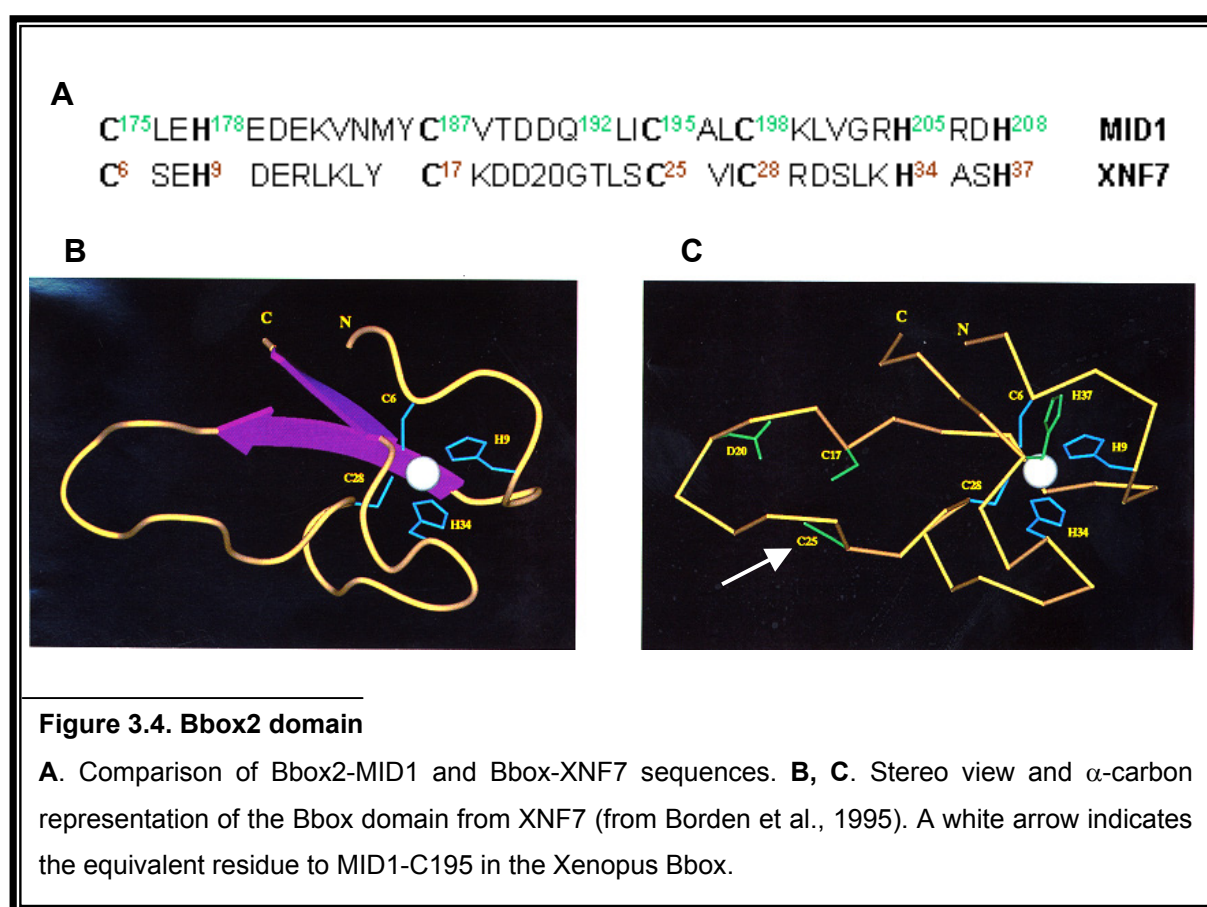 A
C175LEH178EDEKVNMYC187VTDDQ192LIC195ALC198KLVGRH205RDH208 MID1
C6 SEH9 DERLKLY C17 KDD20GTLSC25 VIC28 RDSLK H34 ASH37 XNF7
B
C
C N
C6
H9
C28
H34
C N
C6 H37
H9
D20 C17
C28
H34
C25
Figure 3.4. Bbox2 domain
A. Comparison of Bbox2-MID1 and Bbox-XNF7 sequences. B, C. Stereo view and α-carbon
representation of the Bbox domain from XNF7 (from Borden et al., 1995). A white arrow indicates
the equivalent residue to MID1-C195 in the Xenopus Bbox.